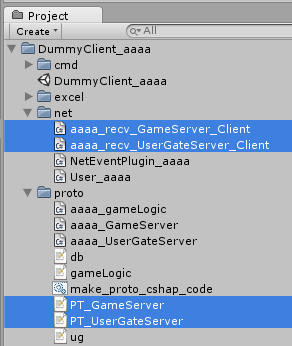 Project
Create
All
DummyClient_aaaa
cmd
DummyClient_aaaa
excel
net
aaaa_recv_GameServer_Client
aaaa_recv_UserGateServer_Client
NetEventPlugin_aaaa
User_aaaa
proto
aaaa_gameLogic
aaaa_GameServer
aaaa_UserGateServer
db
gameLogic
make_proto_cshap_code
PT_GameServer
PT_UserGateServer
ug